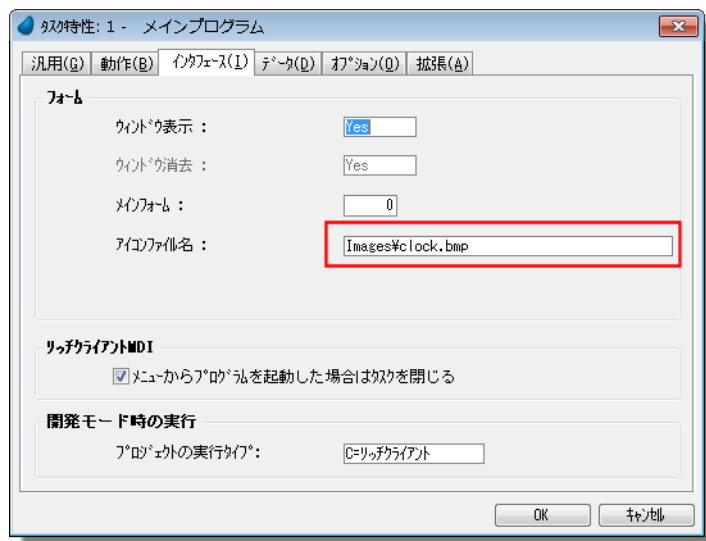 ﾀｽｸ特性: 1 -  メインプログラム
汎用(G) 動作(B) ｲﾝﾀﾌｪｰｽ(I) ﾃﾞｰﾀ(D) ｵﾌﾟｼｮﾝ(O) 拡張(A)
ﾌｫｰﾑ
ｳｨﾝﾄﾞｳ表示 : Yes
ｳｨﾝﾄﾞｳ消去 : Yes
ﾒｲﾝﾌｫｰﾑ : 0
ｱｲｺﾝﾌｧｲﾙ名 : Images¥clock.bmp
ﾘｯﾁｸﾗｲｱﾝﾄMDI
ﾒﾆｭｰからﾌﾟﾛｸﾞﾗﾑを起動した場合はﾀｽｸを閉じる
開発モード時の実行
ﾌﾟﾛｼﾞｪｸﾄの実行ﾀｲﾌﾟ: C=ﾘｯﾁｸﾗｲｱﾝﾄ
OK ｷｬﾝｾﾙ